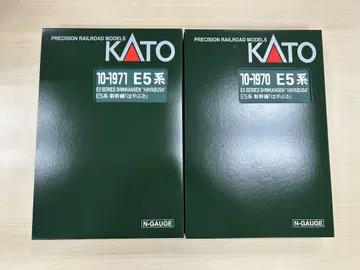 PRECISION RAILROAD MODELS
KATO
10-1971 E5系
E5 SERIES SHINKANSEN "HAYABUSA"
E5系 新幹線「はやぶさ」
N-GAUGE
PRECISION RAILROAD MODELS
KATO
10-1970 E5系
E5 SERIES SHINKANSEN "HAYABUSA"
E5系 新幹線「はやぶさ」
N-GAUGE